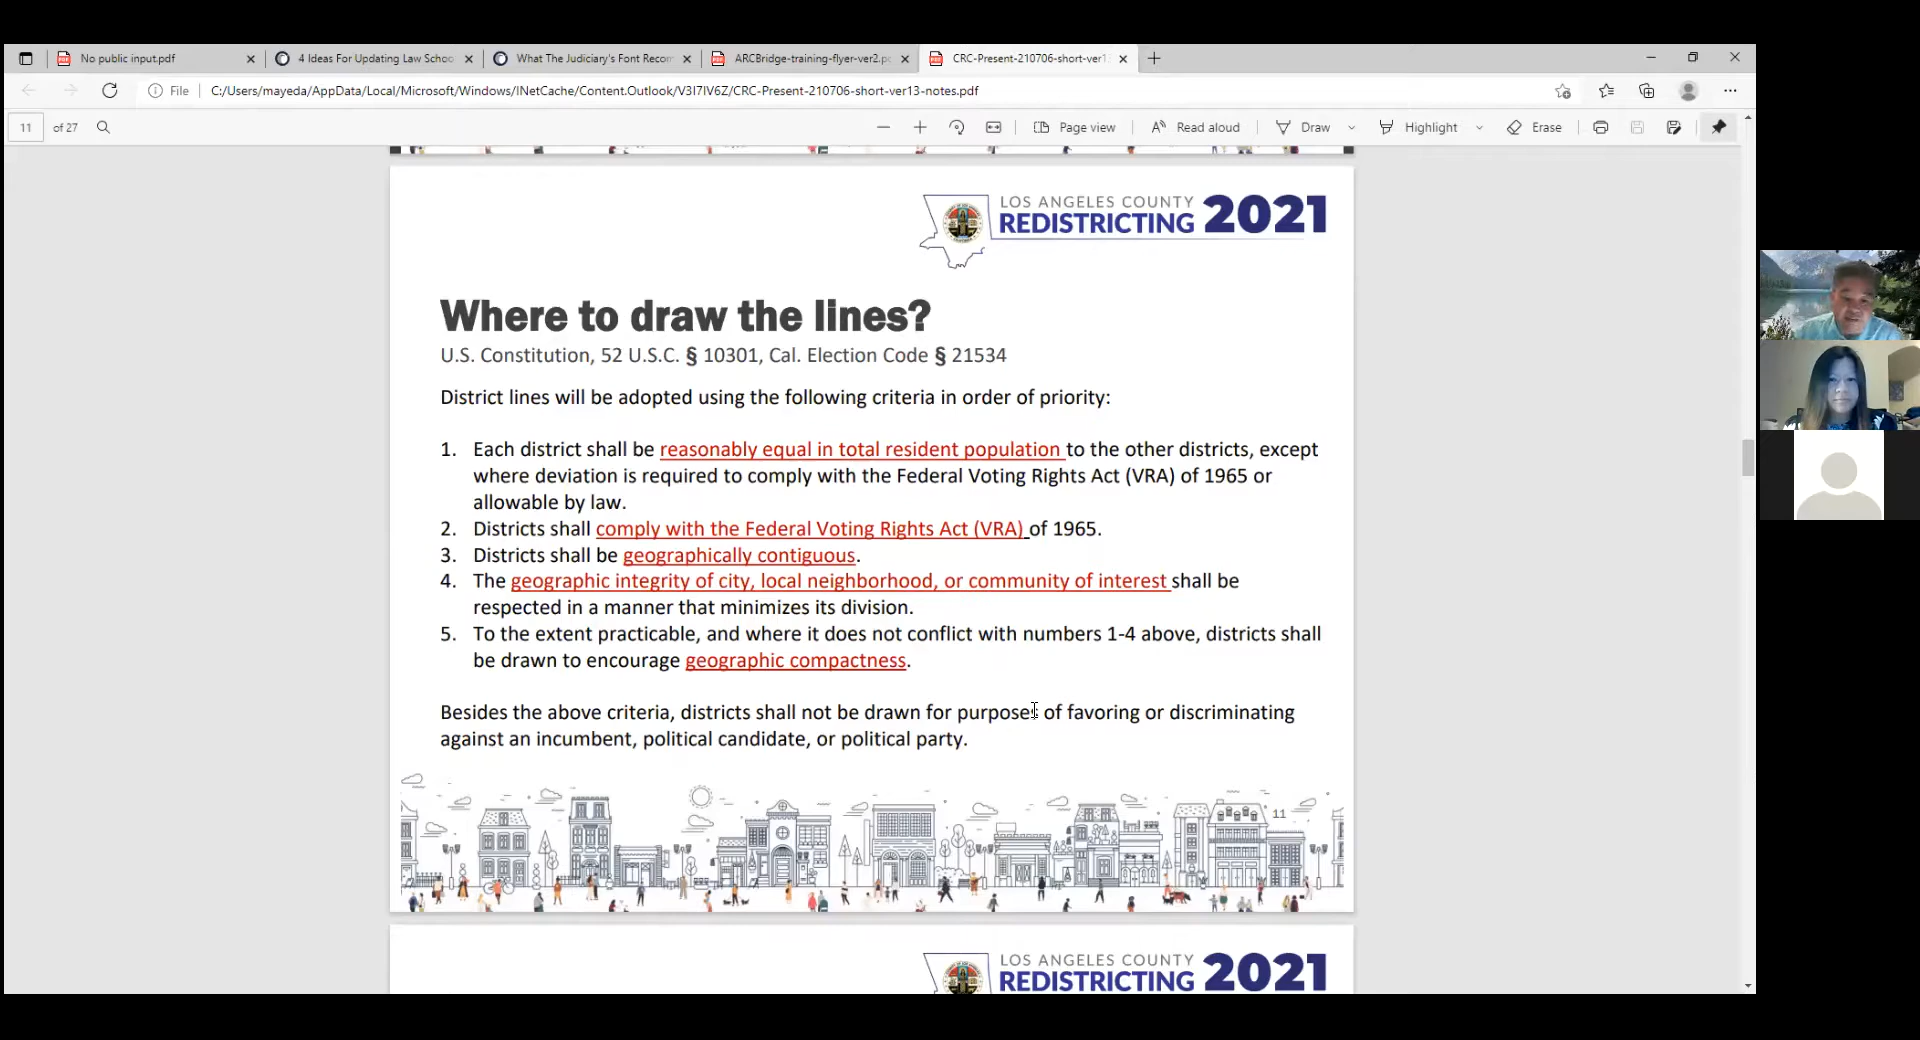 No public input.pdf
4 Ideas For Updating Law Schoo
What The Judiciary's Font Recom
ARCBridge-training-flyer-ver2.pd
CRC-Present-210706-short-ver1
File
C:/Users/mayeda/AppData/Local/Microsoft/Windows/INetCache/Content.Outlook/V3I7IV6Z/CRC-Present-210706-short-ver13-notes.pdf
11 of 27
Page view
Read aloud
Draw
Highlight
Erase
LOS ANGELES COUNTY
REDISTRICTING 2021
Where to draw the lines?
U.S. Constitution, 52 U.S.C. § 10301, Cal. Election Code § 21534
District lines will be adopted using the following criteria in order of priority:
1. Each district shall be reasonably equal in total resident population to the other districts, except
where deviation is required to comply with the Federal Voting Rights Act (VRA) of 1965 or
allowable by law.
2. Districts shall comply with the Federal Voting Rights Act (VRA) of 1965.
3. Districts shall be geographically contiguous.
4. The geographic integrity of city, local neighborhood, or community of interest shall be
respected in a manner that minimizes its division.
5. To the extent practicable, and where it does not conflict with numbers 1-4 above, districts shall
be drawn to encourage geographic compactness.
Besides the above criteria, districts shall not be drawn for purposes of favoring or discriminating
against an incumbent, political candidate, or political party.
11
LOS ANGELES COUNTY
REDISTRICTING 2021